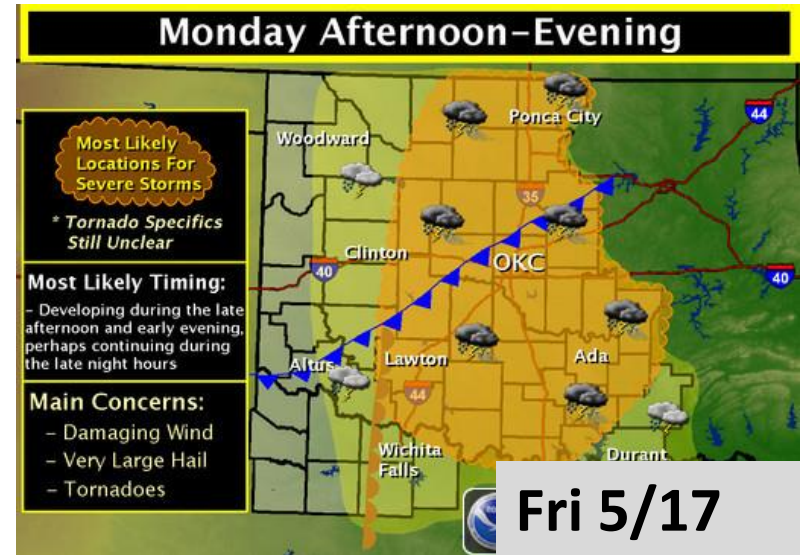 Monday Afternoon-Evening
Most Likely
Locations For
Severe Storms
* Tornado Specifics
Still Unclear
Most Likely Timing:
- Developing during the late
afternoon and early evening,
perhaps continuing during
the late night hours
Main Concerns:
- Damaging Wind
- Very Large Hail
- Tornadoes
Ponca City
44
Woodward
35
Clinton
OKC
40
40
Altus
Lawton
Ada
44
Wichita
Falls
Durant
Fri 5/17